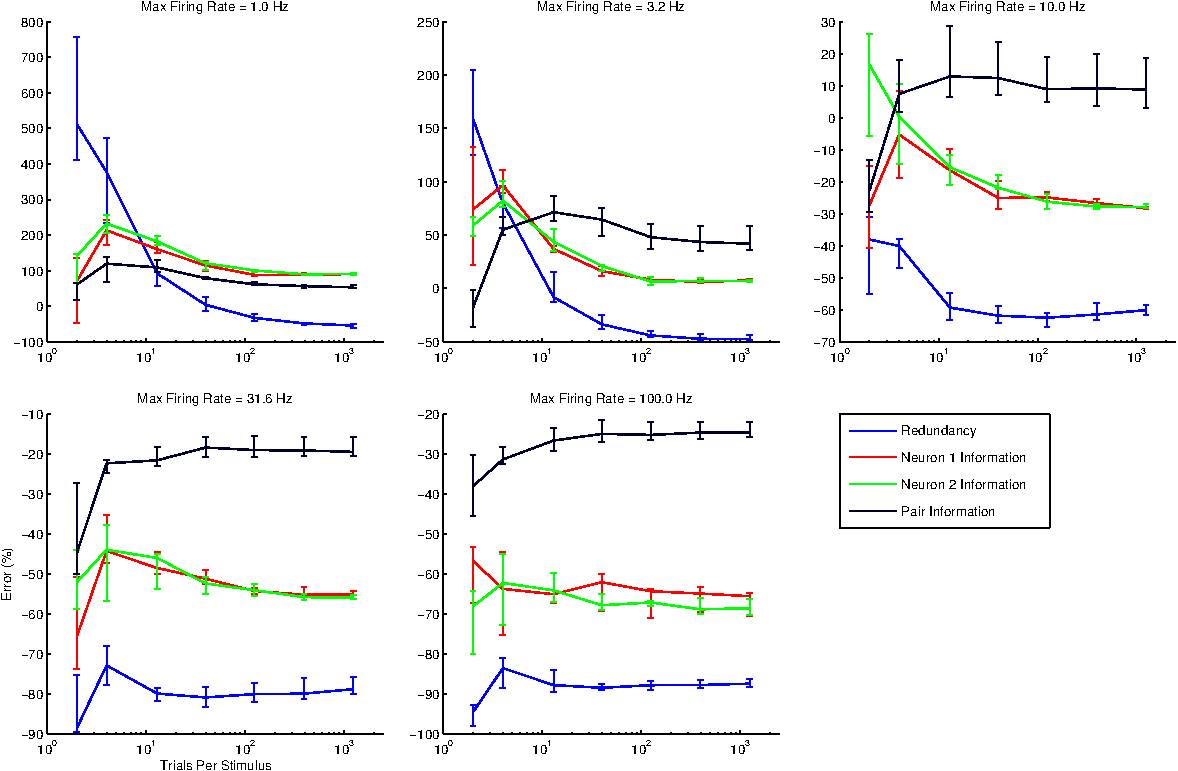 Max Firing Rate = 1.0 Hz
Max Firing Rate = 3.2 Hz
Max Firing Rate = 10.0 Hz
800
700
600
500
400
300
200
100
0
−100
10^0 10^1 10^2 10^3
250
200
150
100
50
0
−50
10^0 10^1 10^2 10^3
30
20
10
0
−10
−20
−30
−40
−50
−60
−70
10^0 10^1 10^2 10^3
Max Firing Rate = 31.6 Hz
Max Firing Rate = 100.0 Hz
Error (%)
−10
−20
−30
−40
−50
−60
−70
−80
−90
10^0 10^1 10^2 10^3
Trials Per Stimulus
−20
−30
−40
−50
−60
−70
−80
−90
−100
10^0 10^1 10^2 10^3
Redundancy
Neuron 1 Information
Neuron 2 Information
Pair Information